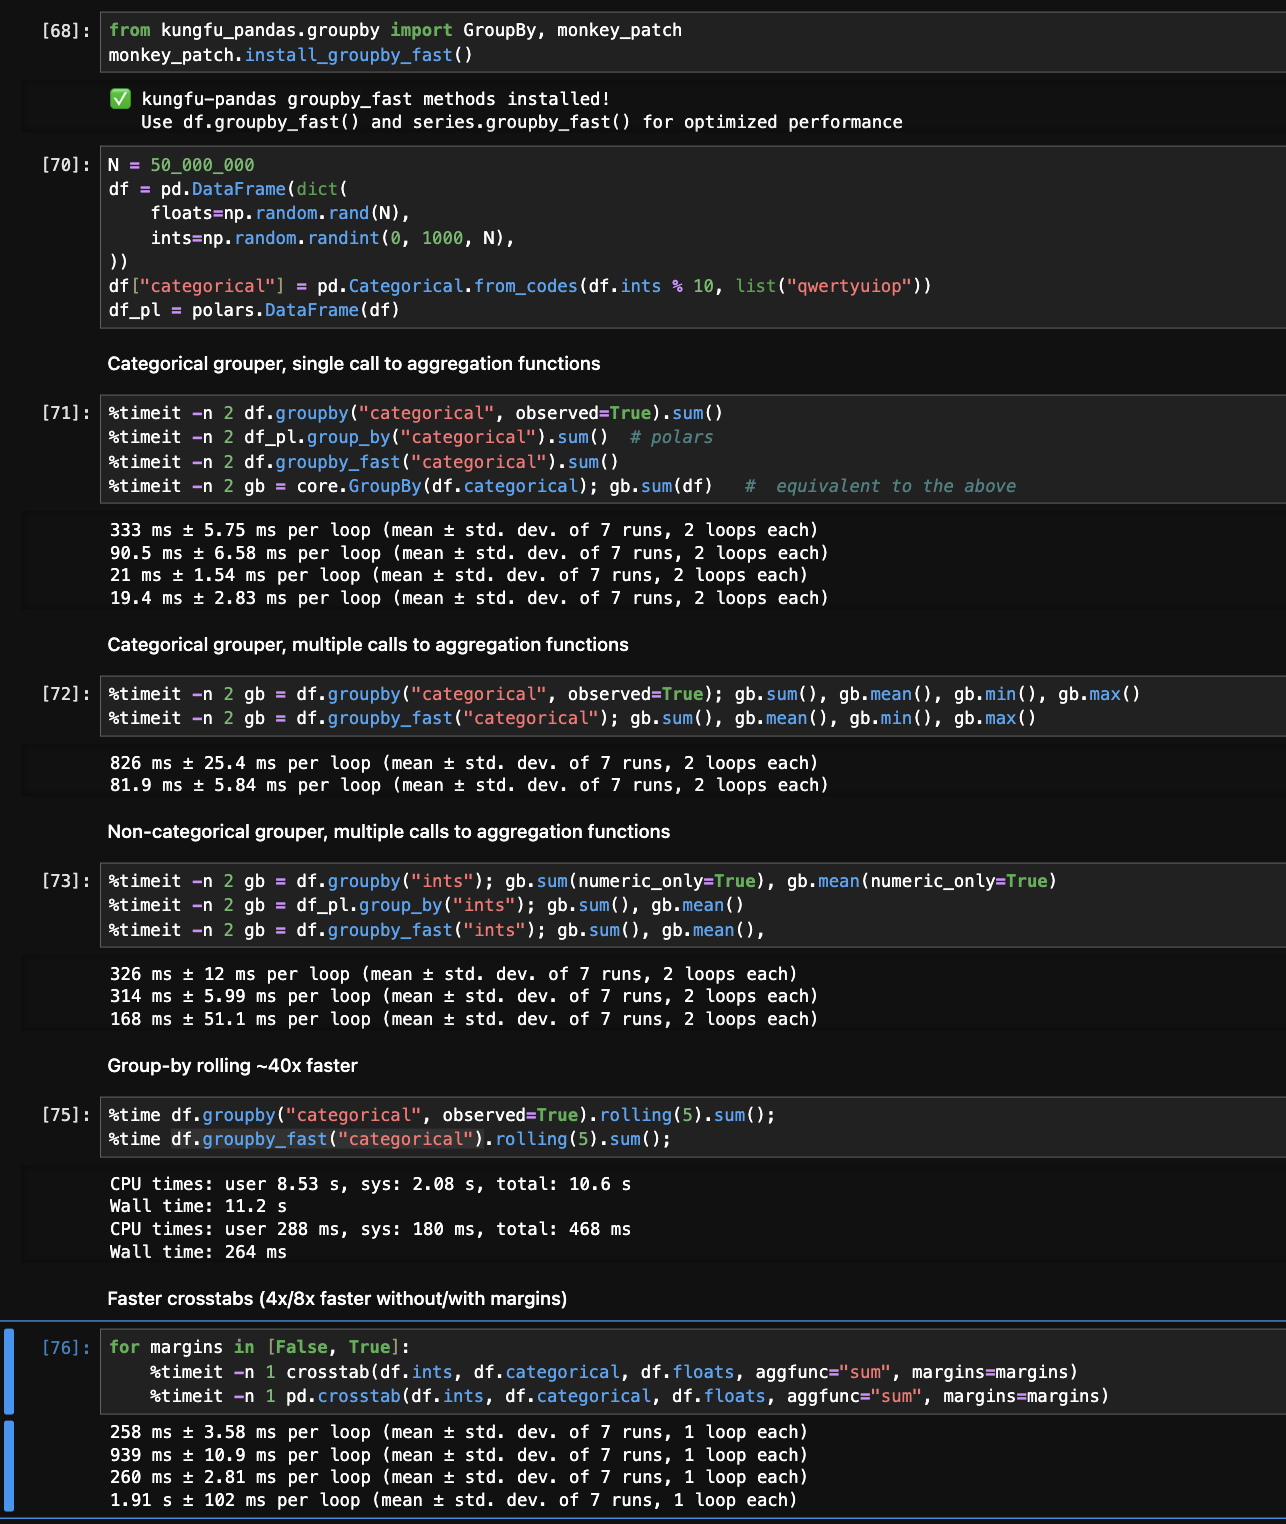 [68]: from kungfu_pandas.groupby import GroupBy, monkey_patch
monkey_patch.install_groupby_fast()
✅ kungfu-pandas groupby_fast methods installed!
Use df.groupby_fast() and series.groupby_fast() for optimized performance
[70]: N = 50_000_000
df = pd.DataFrame(dict(
floats=np.random.rand(N),
ints=np.random.randint(0, 1000, N),
))
df["categorical"] = pd.Categorical.from_codes(df.ints % 10, list("qwertyuiop"))
df_pl = polars.DataFrame(df)
Categorical grouper, single call to aggregation functions
[71]: %timeit -n 2 df.groupby("categorical", observed=True).sum()
%timeit -n 2 df_pl.group_by("categorical").sum()  # polars
%timeit -n 2 df.groupby_fast("categorical").sum()
%timeit -n 2 gb = core.GroupBy(df.categorical); gb.sum(df)   #  equivalent to the above
333 ms ± 5.75 ms per loop (mean ± std. dev. of 7 runs, 2 loops each)
90.5 ms ± 6.58 ms per loop (mean ± std. dev. of 7 runs, 2 loops each)
21 ms ± 1.54 ms per loop (mean ± std. dev. of 7 runs, 2 loops each)
19.4 ms ± 2.83 ms per loop (mean ± std. dev. of 7 runs, 2 loops each)
Categorical grouper, multiple calls to aggregation functions
[72]: %timeit -n 2 gb = df.groupby("categorical", observed=True); gb.sum(), gb.mean(), gb.min(), gb.max()
%timeit -n 2 gb = df.groupby_fast("categorical"); gb.sum(), gb.mean(), gb.min(), gb.max()
826 ms ± 25.4 ms per loop (mean ± std. dev. of 7 runs, 2 loops each)
81.9 ms ± 5.84 ms per loop (mean ± std. dev. of 7 runs, 2 loops each)
Non-categorical grouper, multiple calls to aggregation functions
[73]: %timeit -n 2 gb = df.groupby("ints"); gb.sum(numeric_only=True), gb.mean(numeric_only=True)
%timeit -n 2 gb = df_pl.group_by("ints"); gb.sum(), gb.mean()
%timeit -n 2 gb = df.groupby_fast("ints"); gb.sum(), gb.mean(),
326 ms ± 12 ms per loop (mean ± std. dev. of 7 runs, 2 loops each)
314 ms ± 5.99 ms per loop (mean ± std. dev. of 7 runs, 2 loops each)
168 ms ± 51.1 ms per loop (mean ± std. dev. of 7 runs, 2 loops each)
Group-by rolling ~40x faster
[75]: %time df.groupby("categorical", observed=True).rolling(5).sum();
%time df.groupby_fast("categorical").rolling(5).sum();
CPU times: user 8.53 s, sys: 2.08 s, total: 10.6 s
Wall time: 11.2 s
CPU times: user 288 ms, sys: 180 ms, total: 468 ms
Wall time: 264 ms
Faster crosstabs (4x/8x faster without/with margins)
[76]: for margins in [False, True]:
%timeit -n 1 crosstab(df.ints, df.categorical, df.floats, aggfunc="sum", margins=margins)
%timeit -n 1 pd.crosstab(df.ints, df.categorical, df.floats, aggfunc="sum", margins=margins)
258 ms ± 3.58 ms per loop (mean ± std. dev. of 7 runs, 1 loop each)
939 ms ± 10.9 ms per loop (mean ± std. dev. of 7 runs, 1 loop each)
260 ms ± 2.81 ms per loop (mean ± std. dev. of 7 runs, 1 loop each)
1.91 s ± 102 ms per loop (mean ± std. dev. of 7 runs, 1 loop each)